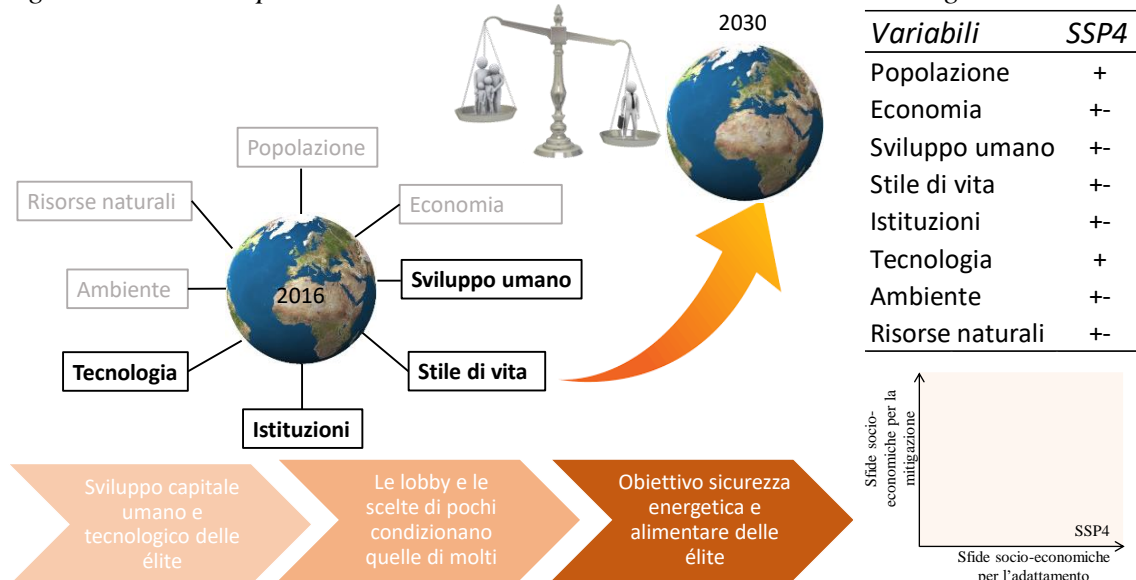 2030
Popolazione
Risorse naturali
Economia
Ambiente
2016
Sviluppo umano
Tecnologia
Stile di vita
Istituzioni
Sviluppo capitale
umano e
tecnologico delle
élite
Le lobby e le
scelte di pochi
condizionano
quelle di molti
Obiettivo sicurezza
energetica e
alimentare delle
élite
Variabili SSP4
Popolazione +
Economia +-
Sviluppo umano +-
Stile di vita +-
Istituzioni +-
Tecnologia +
Ambiente +-
Risorse naturali +-
Sfide socio-
economiche per la
mitigazione
SSP4
Sfide socio-economiche
per l'adattamento